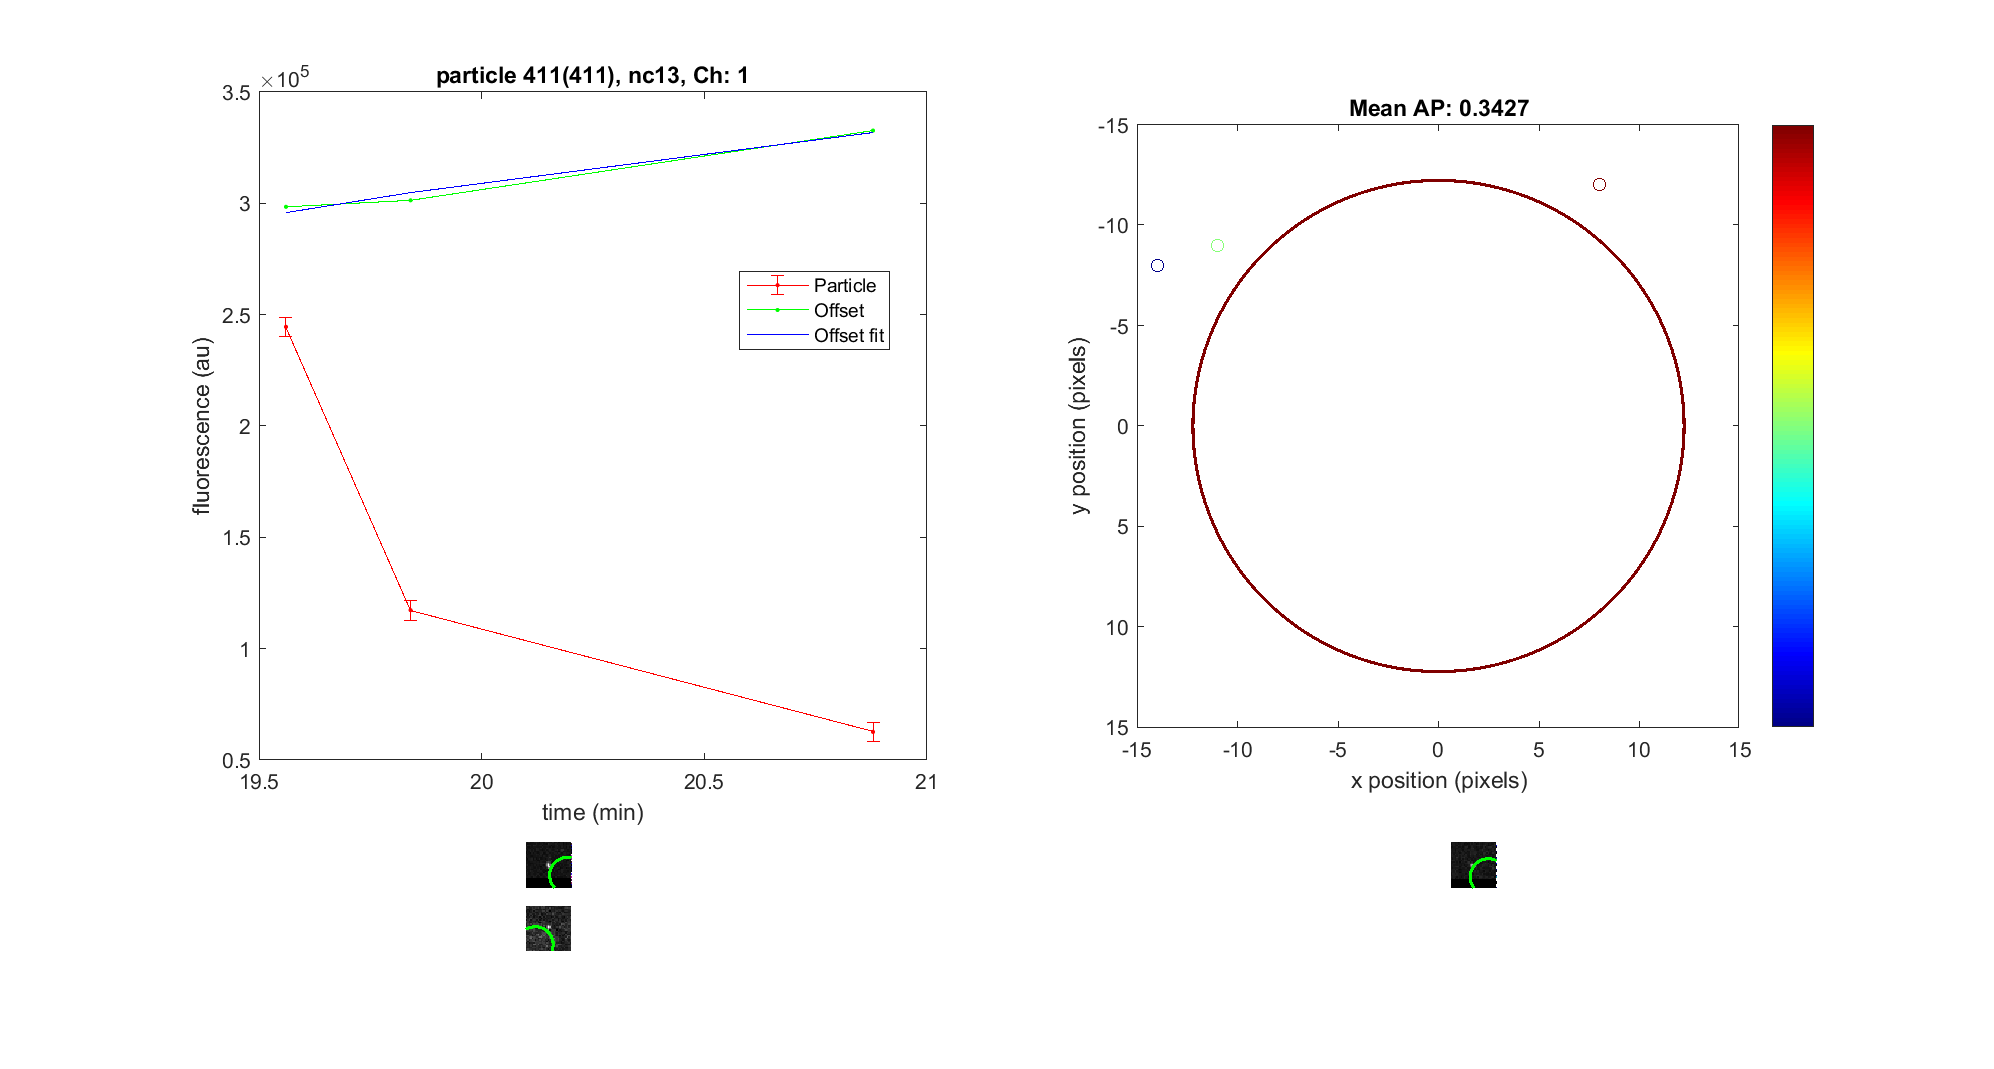 particle 411(411), nc13, Ch: 1
×10^5
3.5
3
2.5
2
1.5
1
0.5
19.5
20
20.5
21
fluorescence (au)
time (min)
Particle
Offset
Offset fit
Mean AP: 0.3427
-15
-10
-5
0
5
10
15
-15
-10
-5
0
5
10
15
y position (pixels)
x position (pixels)